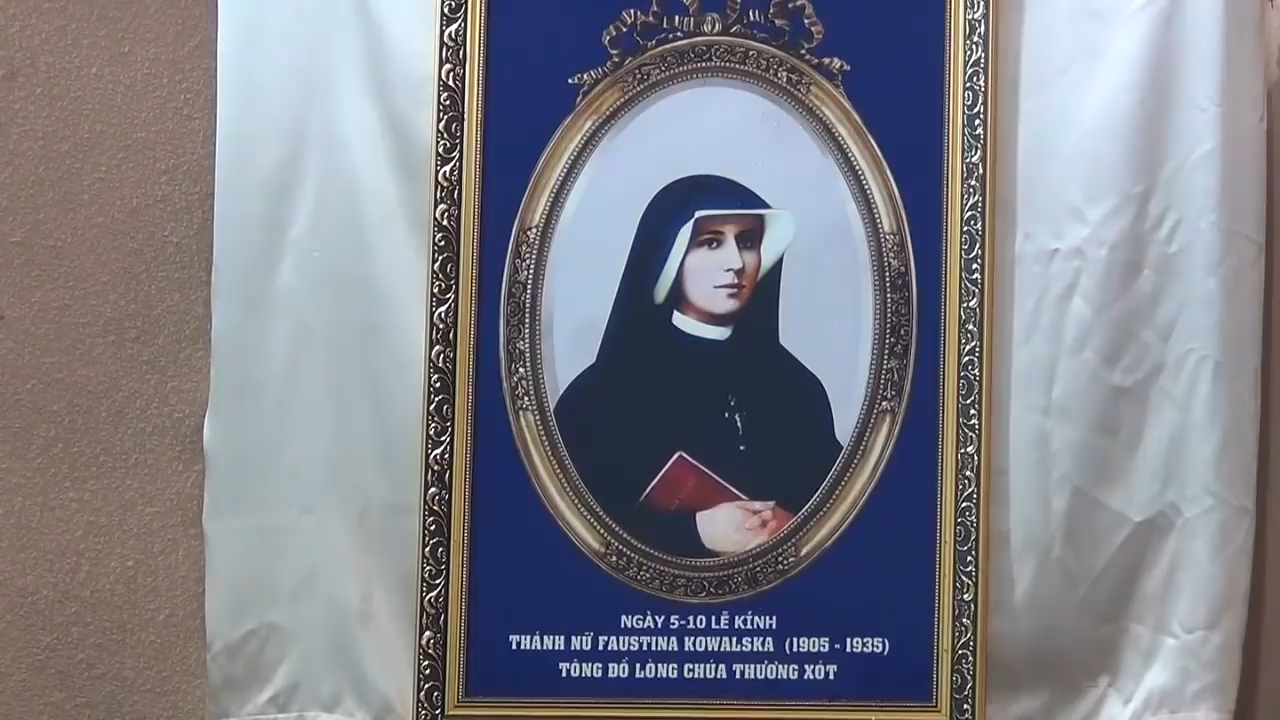 NGÀY 5-10 LỄ KÍNH
THÁNH NỮ FAUSTINA KOWALSKA (1905 - 1935)
TÔNG ĐỒ LÒNG CHÚA THƯƠNG XÓT